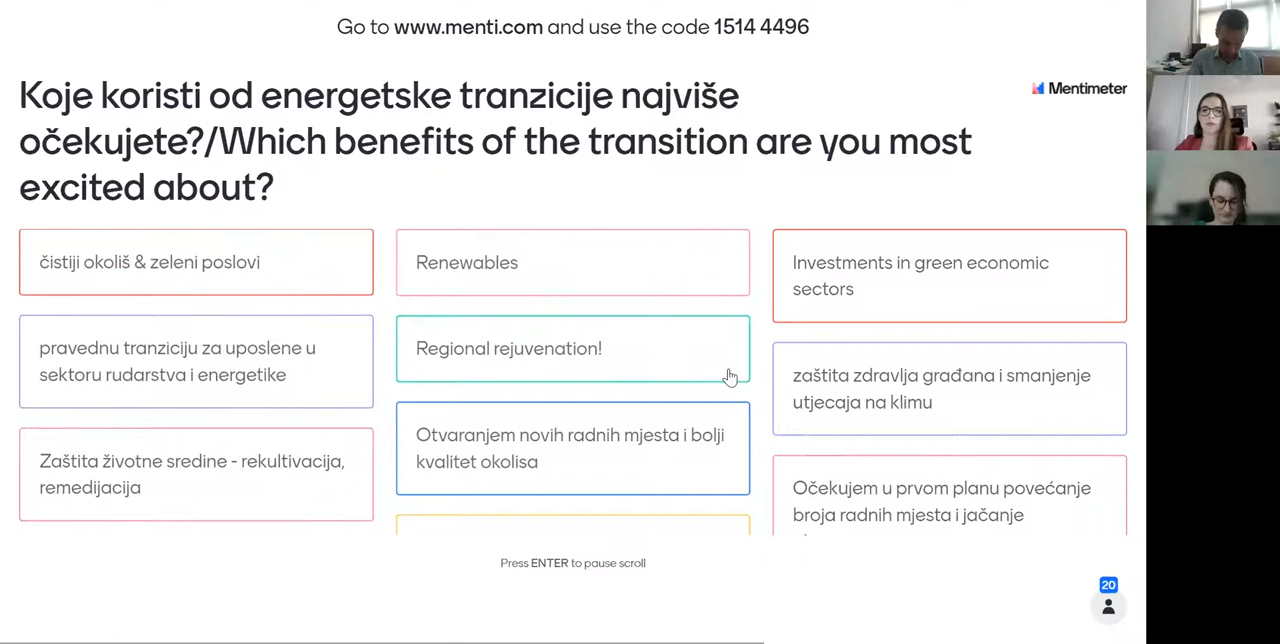 Go to www.menti.com and use the code 1514 4496
Koje koristi od energetske tranzicije najviše
očekujete?/Which benefits of the transition are you most
excited about?
Mentimeter
čistiji okoliš & zeleni poslovi
pravednu tranziciju za uposlene u
sektoru rudarstva i energetike
Zaštita životne sredine - rekultivacija,
remedijacija
Renewables
Regional rejuvenation!
Otvaranjem novih radnih mjesta i bolji
kvalitet okolisa
Investments in green economic
sectors
zaštita zdravlja građana i smanjenje
utjecaja na klimu
Očekujem u prvom planu povećanje
broja radnih mjesta i jačanje
Press ENTER to pause scroll
20